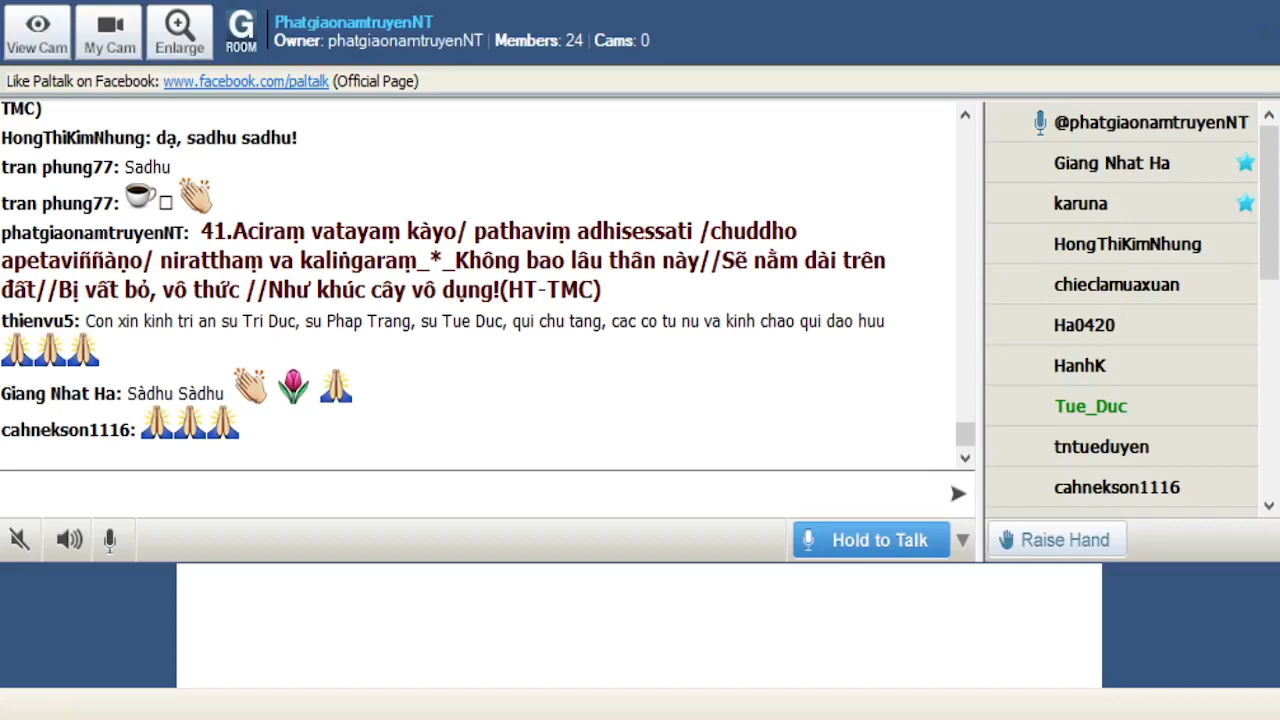 View Cam
My Cam
Enlarge
G
ROOM
PhatgiaonamtruyenNT
Owner: phatgiaonamtruyenNT | Members: 24 | Cams: 0
Like Paltalk on Facebook: www.facebook.com/paltalk (Official Page)
TMC)
HongThiKimNhung: dạ, sadhu sadhu!
tran phung77: Sadhu
tran phung77:
phatgiaonamtruyenNT: 41.Aciraṃ vatayaṃ kàyo/ pathaviṃ adhisessati /chuddho
apetaviññàṇo/ nirattham va kaliṅgaraṃ_*_Không bao lâu thân này//Sẽ nằm dài trên
đất//Bị vất bỏ, vô thức //Như khúc cây vô dụng!(HT-TMC)
thienvu5: Con xin kinh tri an su Tri Duc, su Phap Trang, su Tue Duc, qui chu tang, cac co tu nu va kinh chao qui dao huu
Giang Nhat Ha: Sàdhu Sàdhu
cahnekson1116:
Hold to Talk
@phatgiaonamtruyenNT
Giang Nhat Ha
karuna
HongThiKimNhung
chieclamuaxuan
Ha0420
HanhK
Tue_Duc
tntueduyen
cahnekson1116
Raise Hand